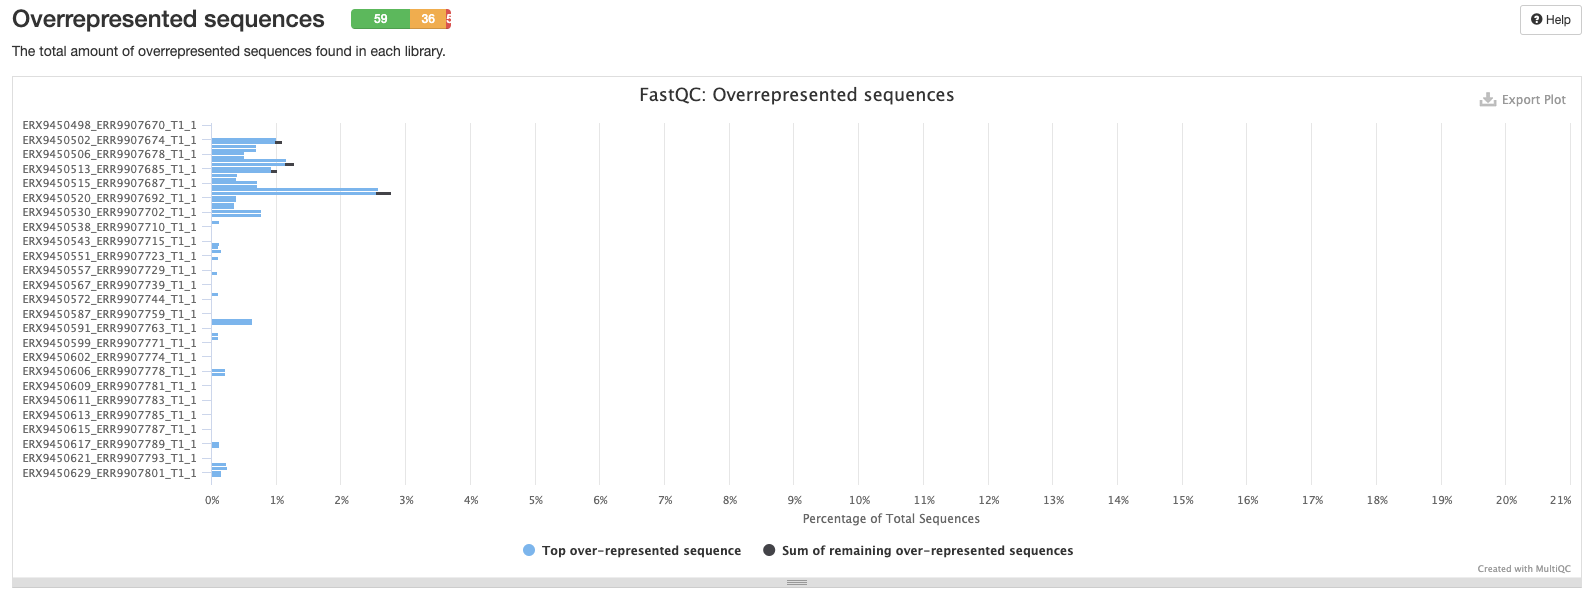 Overrepresented sequences 59 36 5
Help
The total amount of overrepresented sequences found in each library.
FastQC: Overrepresented sequences
Export Plot
ERX9450498_ERR9907670_T1_1
ERX9450502_ERR9907674_T1_1
ERX9450506_ERR9907678_T1_1
ERX9450513_ERR9907685_T1_1
ERX9450515_ERR9907687_T1_1
ERX9450520_ERR9907692_T1_1
ERX9450530_ERR9907702_T1_1
ERX9450538_ERR9907710_T1_1
ERX9450543_ERR9907715_T1_1
ERX9450551_ERR9907723_T1_1
ERX9450557_ERR9907729_T1_1
ERX9450567_ERR9907739_T1_1
ERX9450572_ERR9907744_T1_1
ERX9450587_ERR9907759_T1_1
ERX9450591_ERR9907763_T1_1
ERX9450599_ERR9907771_T1_1
ERX9450602_ERR9907774_T1_1
ERX9450606_ERR9907778_T1_1
ERX9450609_ERR9907781_T1_1
ERX9450611_ERR9907783_T1_1
ERX9450613_ERR9907785_T1_1
ERX9450615_ERR9907787_T1_1
ERX9450617_ERR9907789_T1_1
ERX9450621_ERR9907793_T1_1
ERX9450629_ERR9907801_T1_1
0% 1% 2% 3% 4% 5% 6% 7% 8% 9% 10% 11% 12% 13% 14% 15% 16% 17% 18% 19% 20% 21%
Percentage of Total Sequences
Top over-represented sequence Sum of remaining over-represented sequences
Created with MultiQC